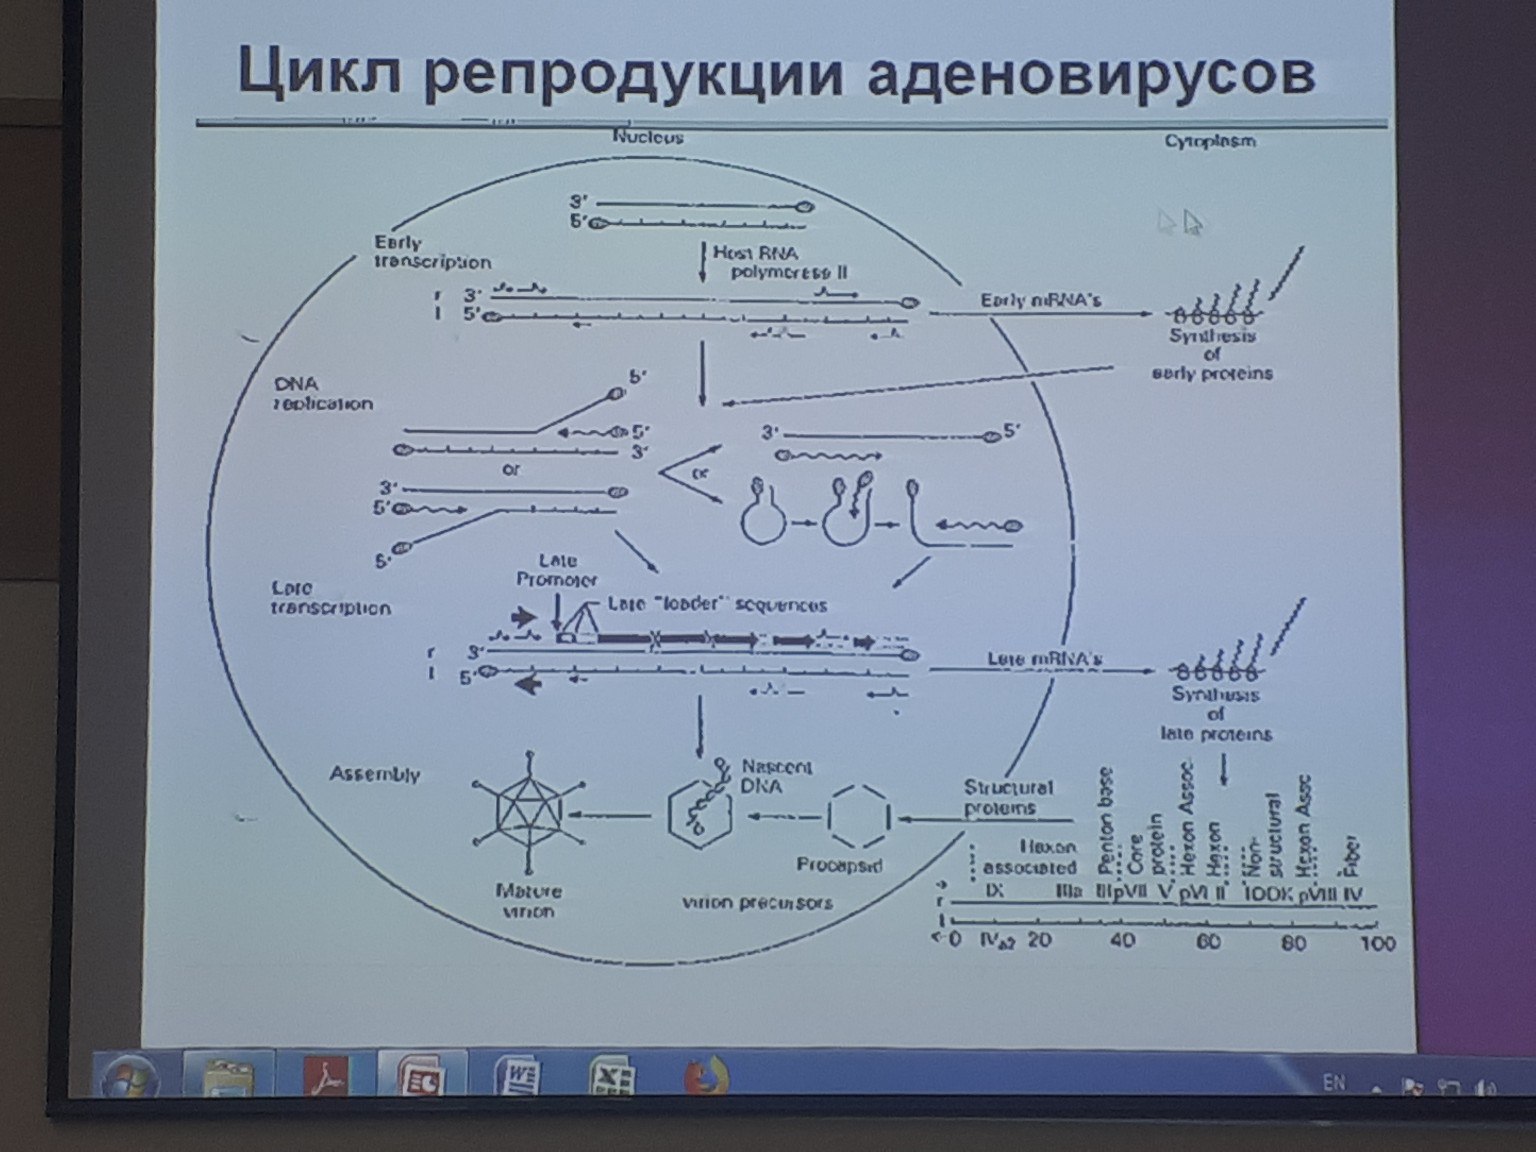 Цикл репродукции аденовирусов
Nucleus
Cytoplasm
3'
5'
Early
transcription
Host RNA
polymerase II
r 3'
l 5'
Early mRNA's
Synthesis
of
early proteins
DNA
replication
5'
5'
3'
or
3'
5'
5'
or
3' 5'
Late
transcription
Late
Promoter
Late "leader" sequences
r 3'
l 5'
Late mRNA's
Synthesis
of
late proteins
Assembly
Nascent
DNA
Structural
proteins
Procapsid
Mature
virion
virion precursors
Hexon
associated
Penton base
Core
protein
Hexon Assoc.
Hexon
Non-
structural
Hexon Assc
Fiber
IX IIIa III pVII V pVI II 100K pVIII IV
r
l
0 IVa2 20 40 60 80 100
EN